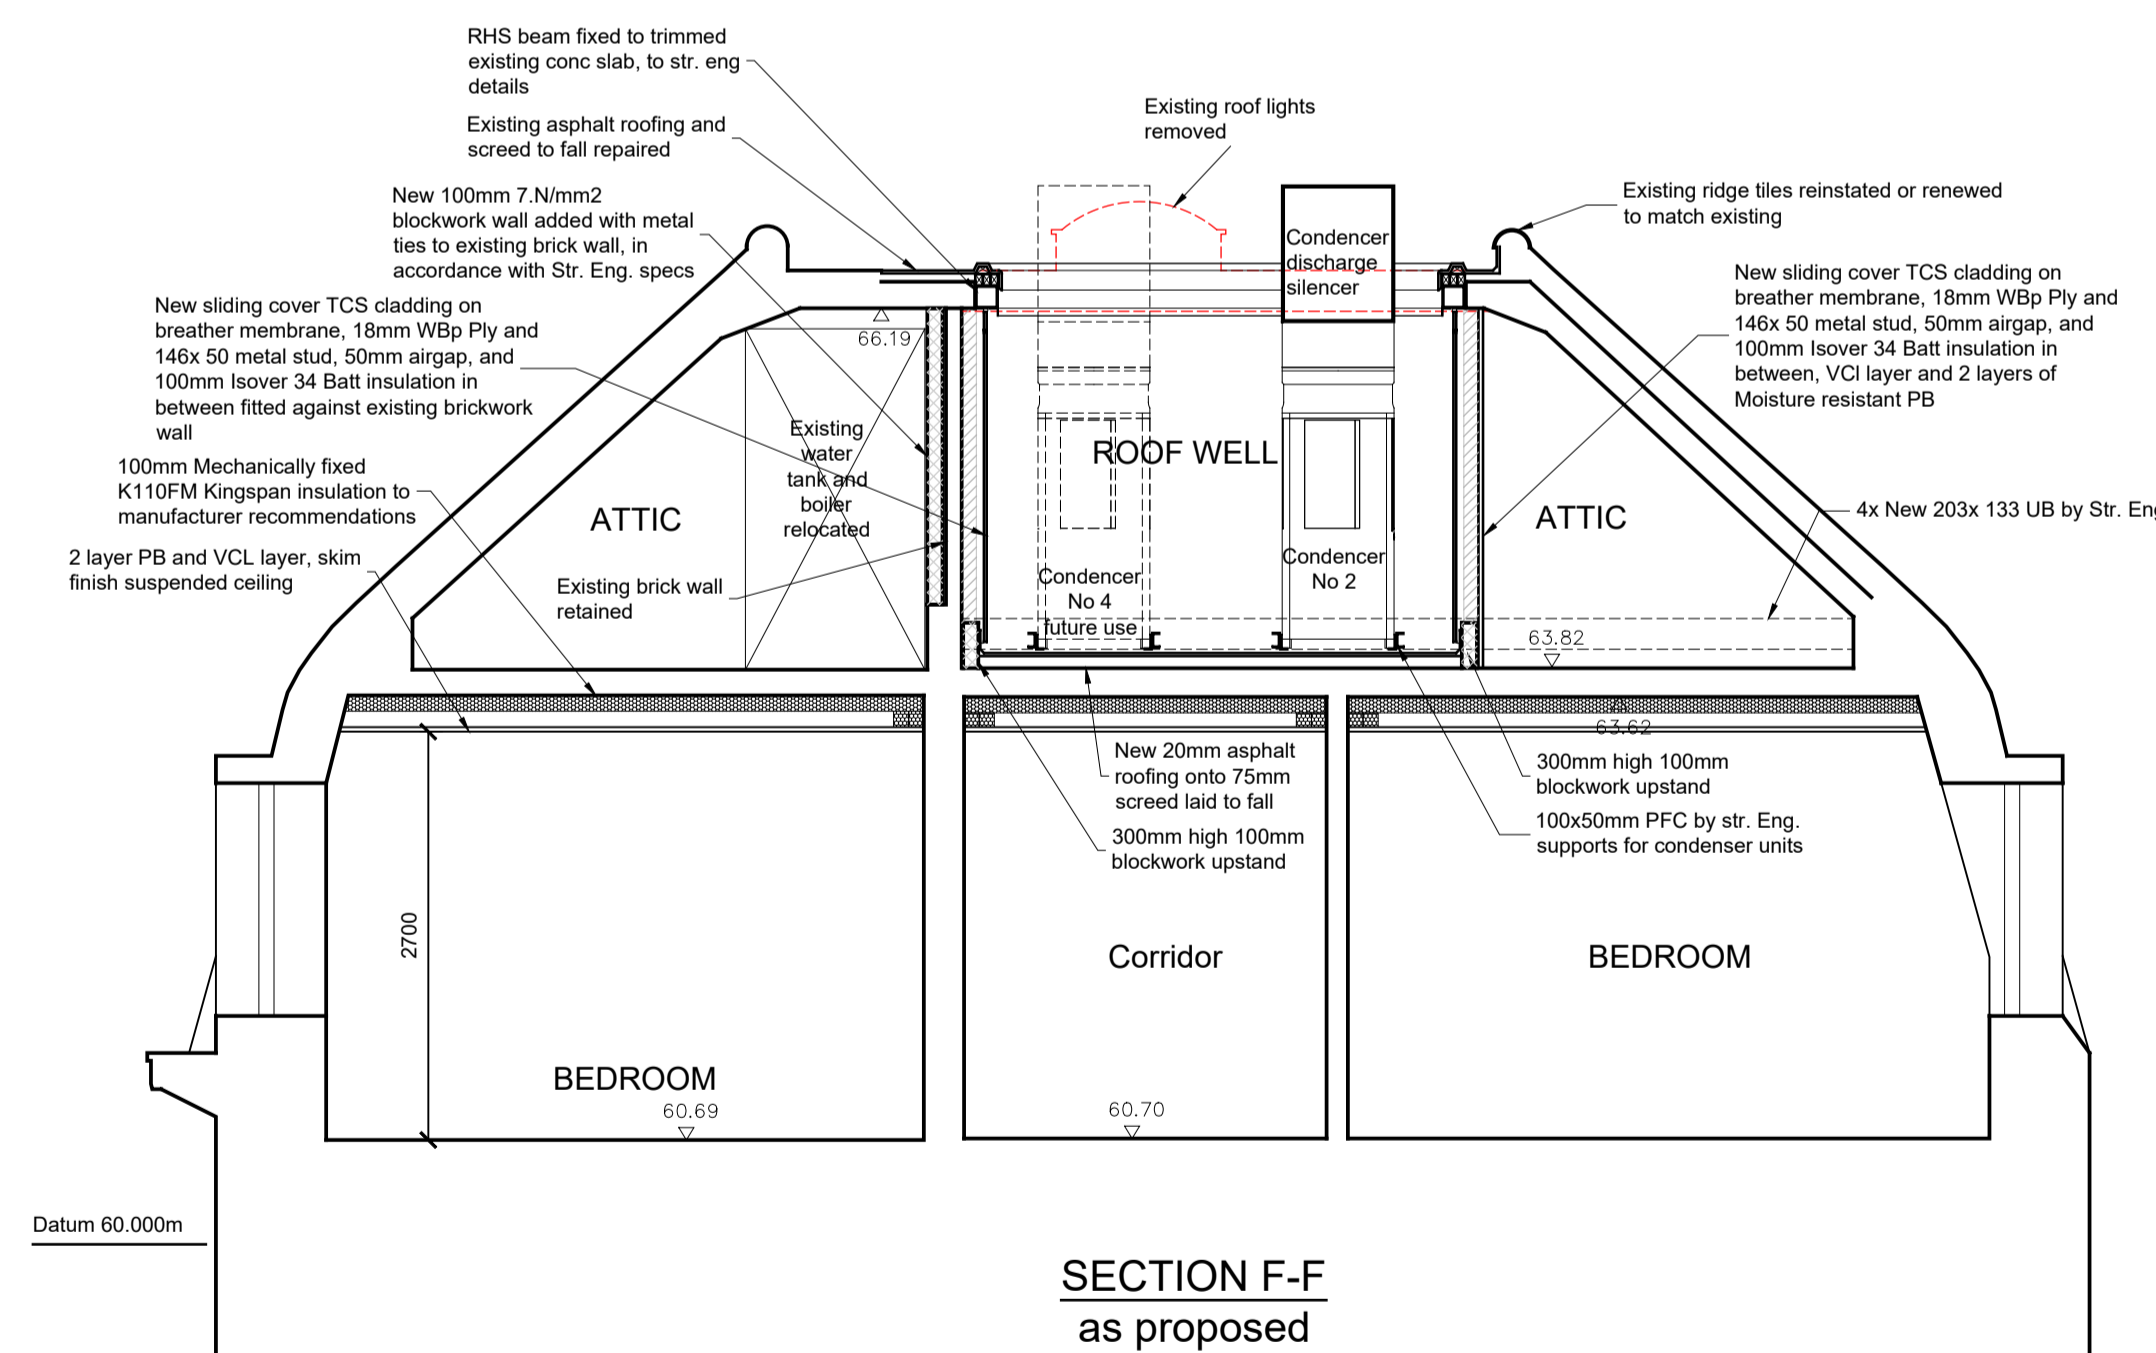 RHS beam fixed to trimmed
existing conc slab, to str. eng
details
Existing asphalt roofing and
screed to fall repaired
New 100mm 7.N/mm2
blockwork wall added with metal
ties to existing brick wall, in
accordance with Str. Eng. specs
New sliding cover TCS cladding on
breather membrane, 18mm WBp Ply and
146x 50 metal stud, 50mm airgap, and
100mm Isover 34 Batt insulation in
between fitted against existing brickwork
wall
100mm Mechanically fixed
K110FM Kingspan insulation to
manufacturer recommendations
2 layer PB and VCL layer, skim
finish suspended ceiling
Existing roof lights
removed
Existing ridge tiles reinstated or renewed
to match existing
New sliding cover TCS cladding on
breather membrane, 18mm WBp Ply and
146x 50 metal stud, 50mm airgap, and
100mm Isover 34 Batt insulation in
between, VCl layer and 2 layers of
Moisture resistant PB
4x New 203x 133 UB by Str. Eng
Condencer
discharge
silencer
66.19
Existing
water
tank and
boiler
relocated
ATTIC
Existing brick wall
retained
ROOF WELL
Condencer
No 4
future use
Condencer
No 2
ATTIC
63.82
63.62
New 20mm asphalt
roofing onto 75mm
screed laid to fall
300mm high 100mm
blockwork upstand
300mm high 100mm
blockwork upstand
100x50mm PFC by str. Eng.
supports for condenser units
2700
BEDROOM
60.69
Corridor
60.70
BEDROOM
Datum 60.000m
SECTION F-F
as proposed